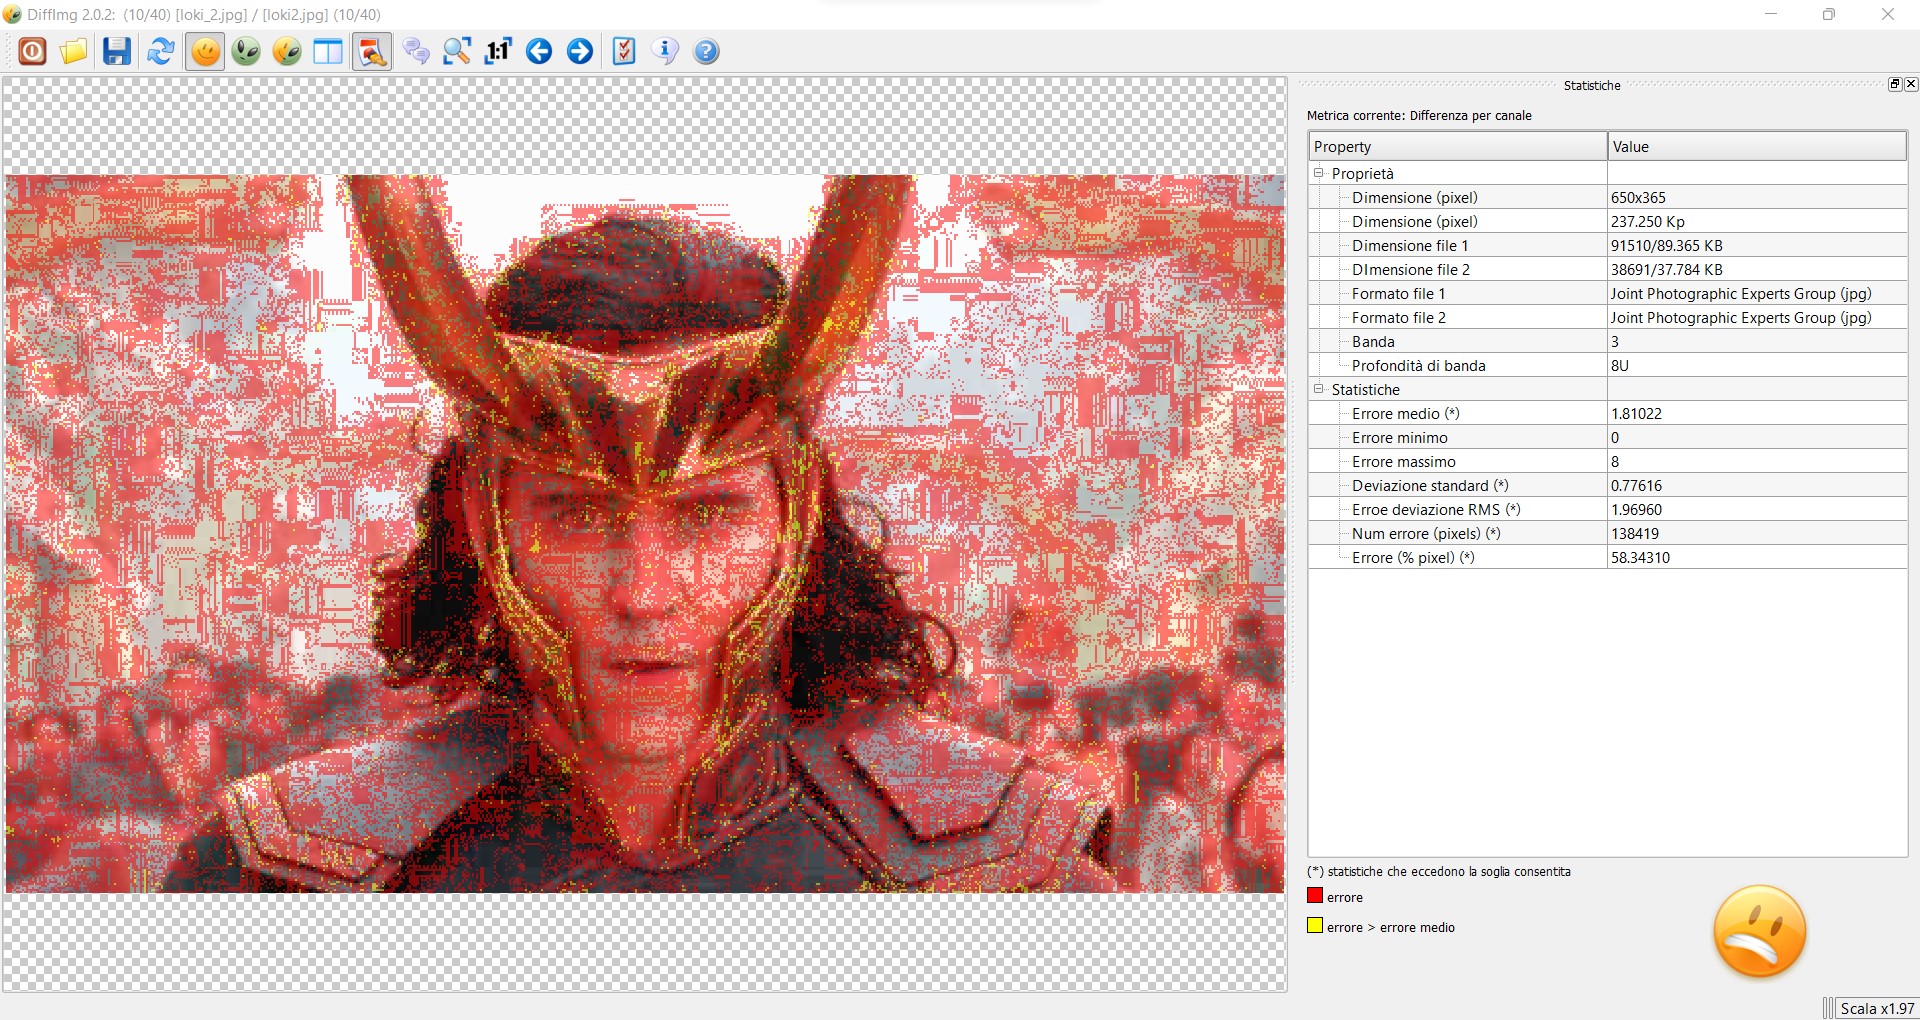 DiffImg 2.0.2: (10/40) [loki_2.jpg] / [loki2.jpg] (10/40)
1:1
Statistiche
Metrica corrente: Differenza per canale
Property Value
Proprietà
Dimensione (pixel) 650x365
Dimensione (pixel) 237.250 Kp
Dimensione file 1 91510/89.365 KB
DImensione file 2 38691/37.784 KB
Formato file 1 Joint Photographic Experts Group (jpg)
Formato file 2 Joint Photographic Experts Group (jpg)
Banda 3
Profondità di banda 8U
Statistiche
Errore medio (*) 1.81022
Errore minimo 0
Errore massimo 8
Deviazione standard (*) 0.77616
Erroe deviazione RMS (*) 1.96960
Num errore (pixels) (*) 138419
Errore (% pixel) (*) 58.34310
(*) statistiche che eccedono la soglia consentita
errore
errore > errore medio
Scala x1.97